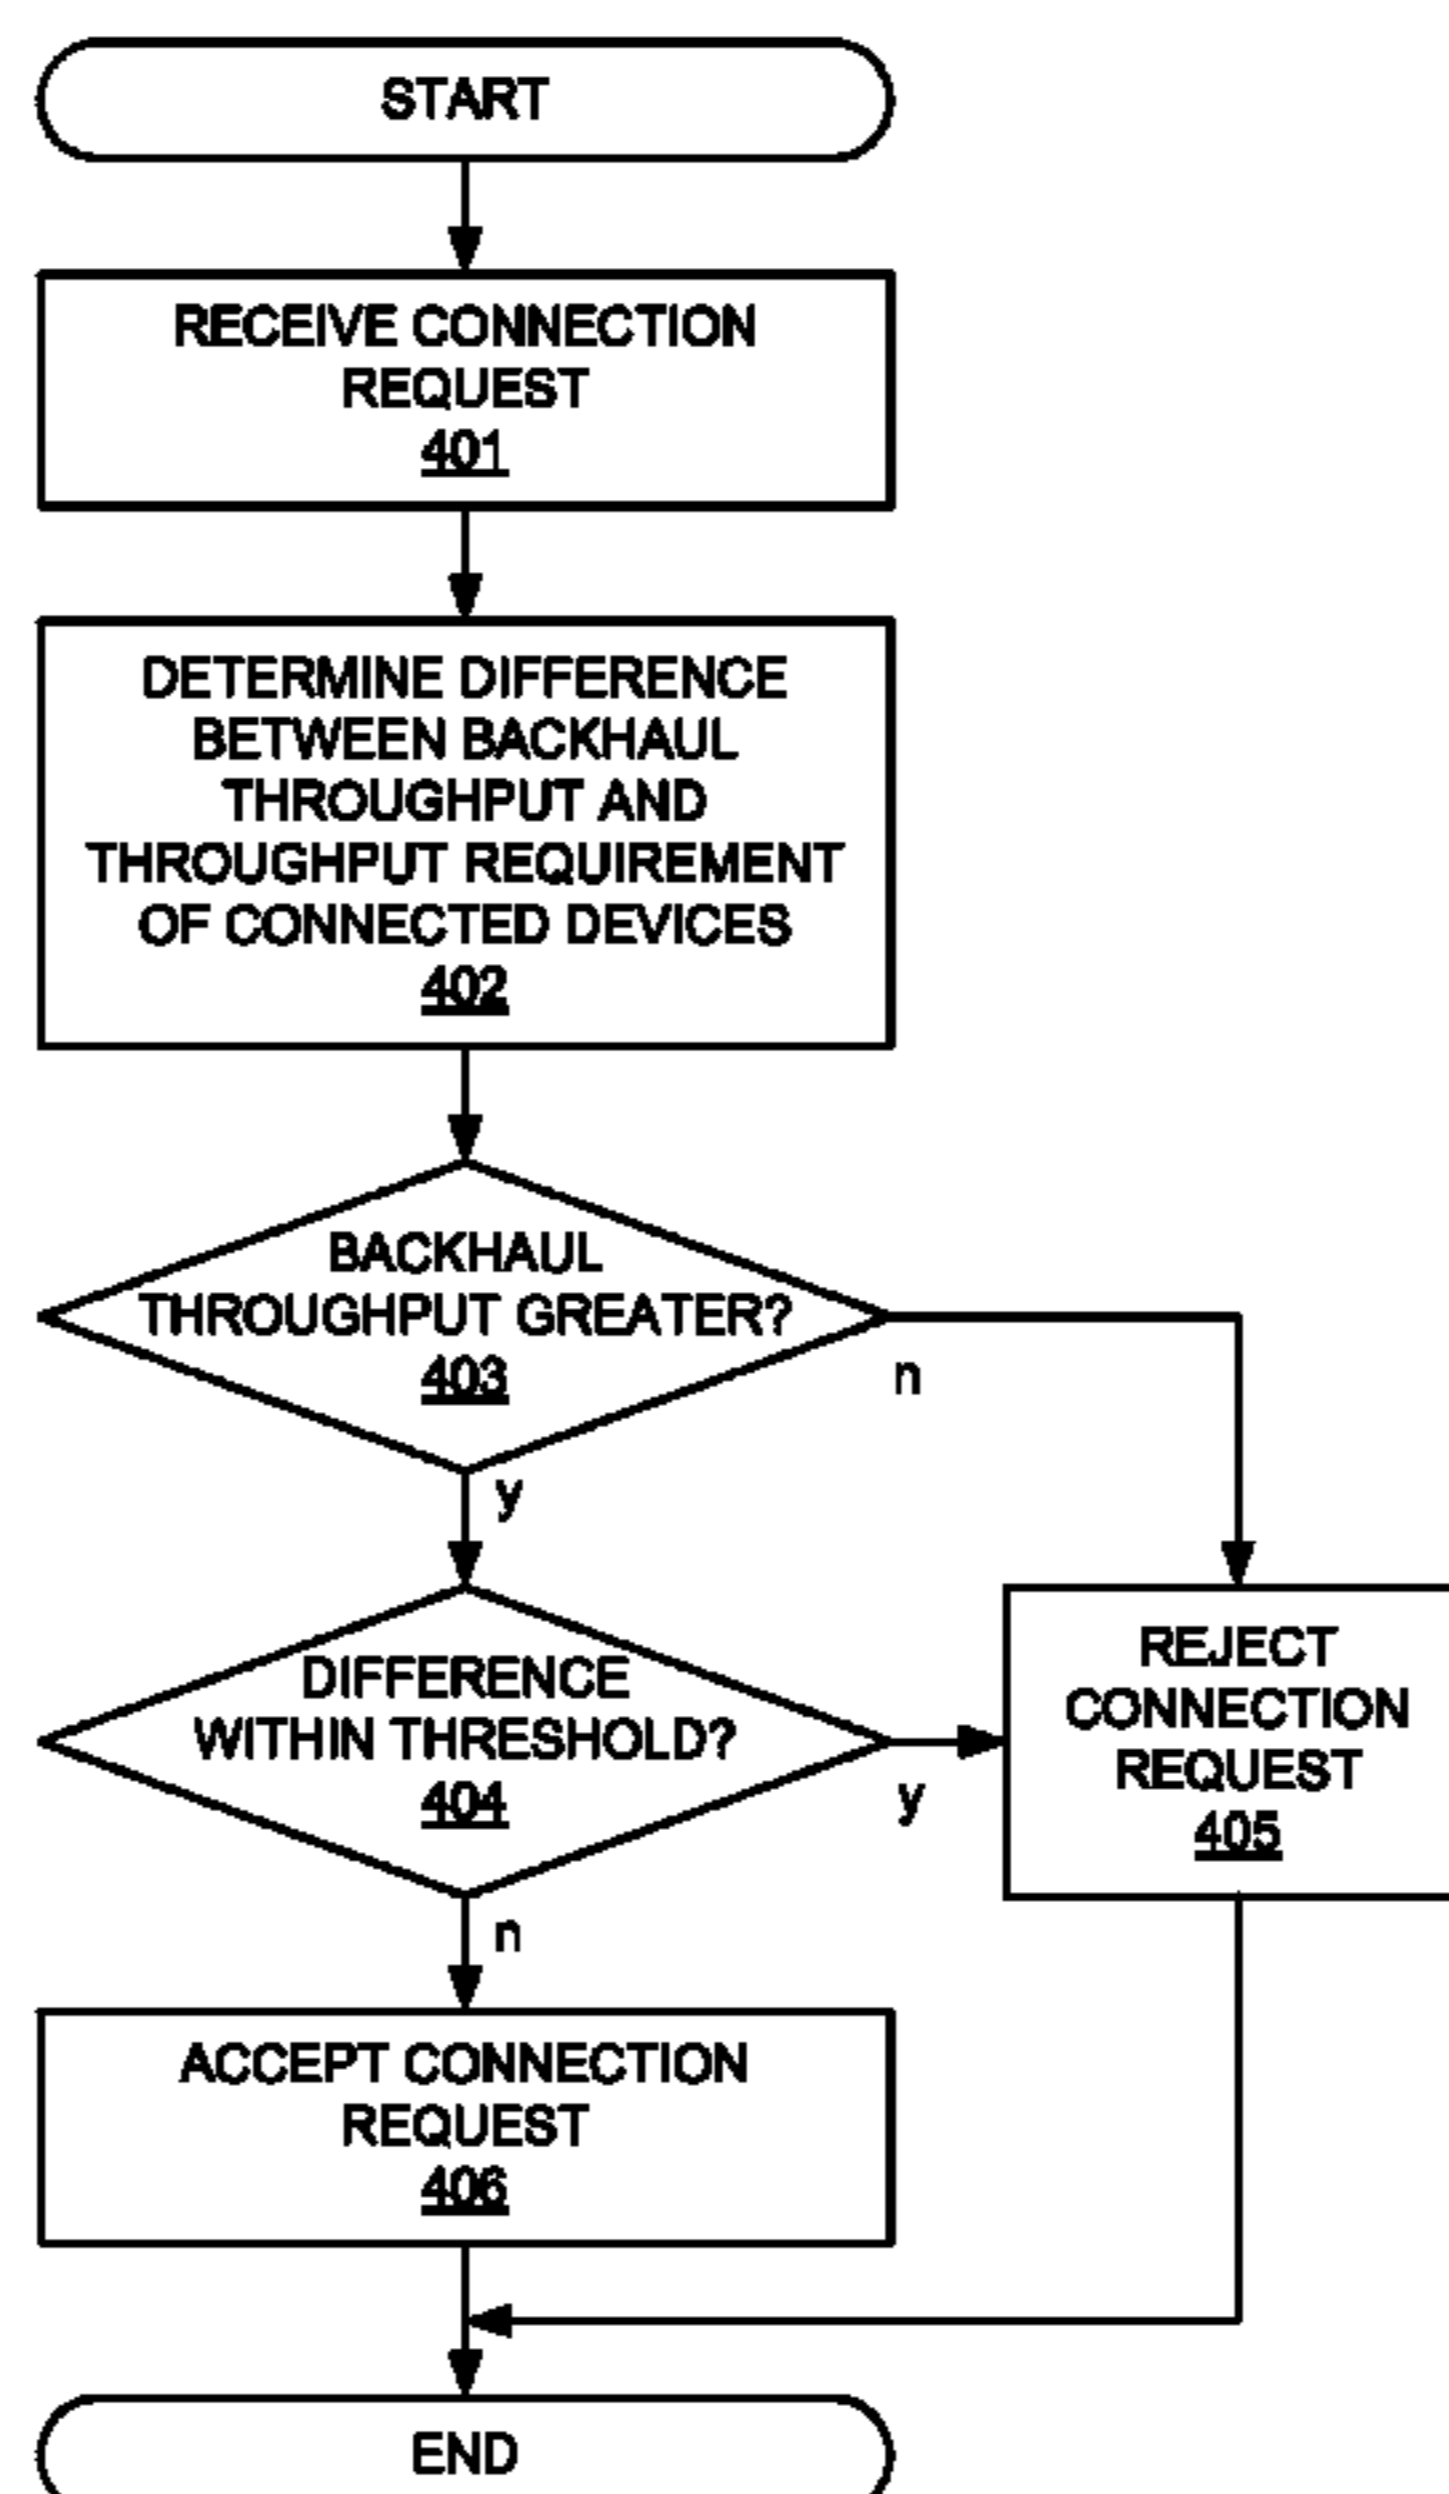 START
RECEIVE CONNECTION
REQUEST
401
DETERMINE DIFFERENCE
BETWEEN BACKHAUL
THROUGHPUT AND
THROUGHPUT REQUIREMENT
OF CONNECTED DEVICES
402
BACKHAUL
THROUGHPUT GREATER?
403
n
y
DIFFERENCE
WITHIN THRESHOLD?
404
y
n
REJECT
CONNECTION
REQUEST
405
ACCEPT CONNECTION
REQUEST
406
END